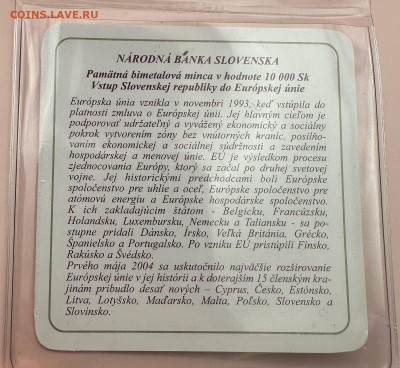 COINS.LAVE.RU
NÁRODNÁ BANKA SLOVENSKA
Pamätná bimetalová minca v hodnote 10 000 Sk
Vstup Slovenskej republiky do Európskej únie
Európska únia vznikla v novembri 1993, keď vstúpila do
platnosti zmluva o Európskej únii. Jej hlavným cieľom je
podporovať udržateľný a vyvážený ekonomický a sociálny
pokrok vytvorením zóny bez vnútorných hraníc, posilňo-
vaním ekonomickej a sociálnej súdržnosti a zavedením
hospodárskej a menovej únie. EÚ je výsledkom procesu
zjednocovania Európy, ktorý sa začal po druhej svetovej
vojne. Jej historickými predchodcami boli Európske
spoločenstvo pre uhlie a oceľ, Európske spoločenstvo pre
atómovú energiu a Európske hospodárske spoločenstvo.
K ich zakladajúcim štátom - Belgicku, Francúzsku,
Holandsku, Luxembursku, Nemecku a Taliansku - sa po-
stupne pridali Dánsko, Írsko, Veľká Británia, Grécko,
Španielsko a Portugalsko. Po vzniku EÚ pristúpili Fínsko,
Rakúsko a Švédsko.
Prvého mája 2004 sa uskutočnilo najväčšie rozširovanie
Európskej únie v jej histórii a k doterajším 15 členským kra-
jinám pribudlo desať nových – Cyprus, Česko, Estónsko,
Litva, Lotyšsko, Maďarsko, Malta, Poľsko, Slovensko a
Slovinsko.